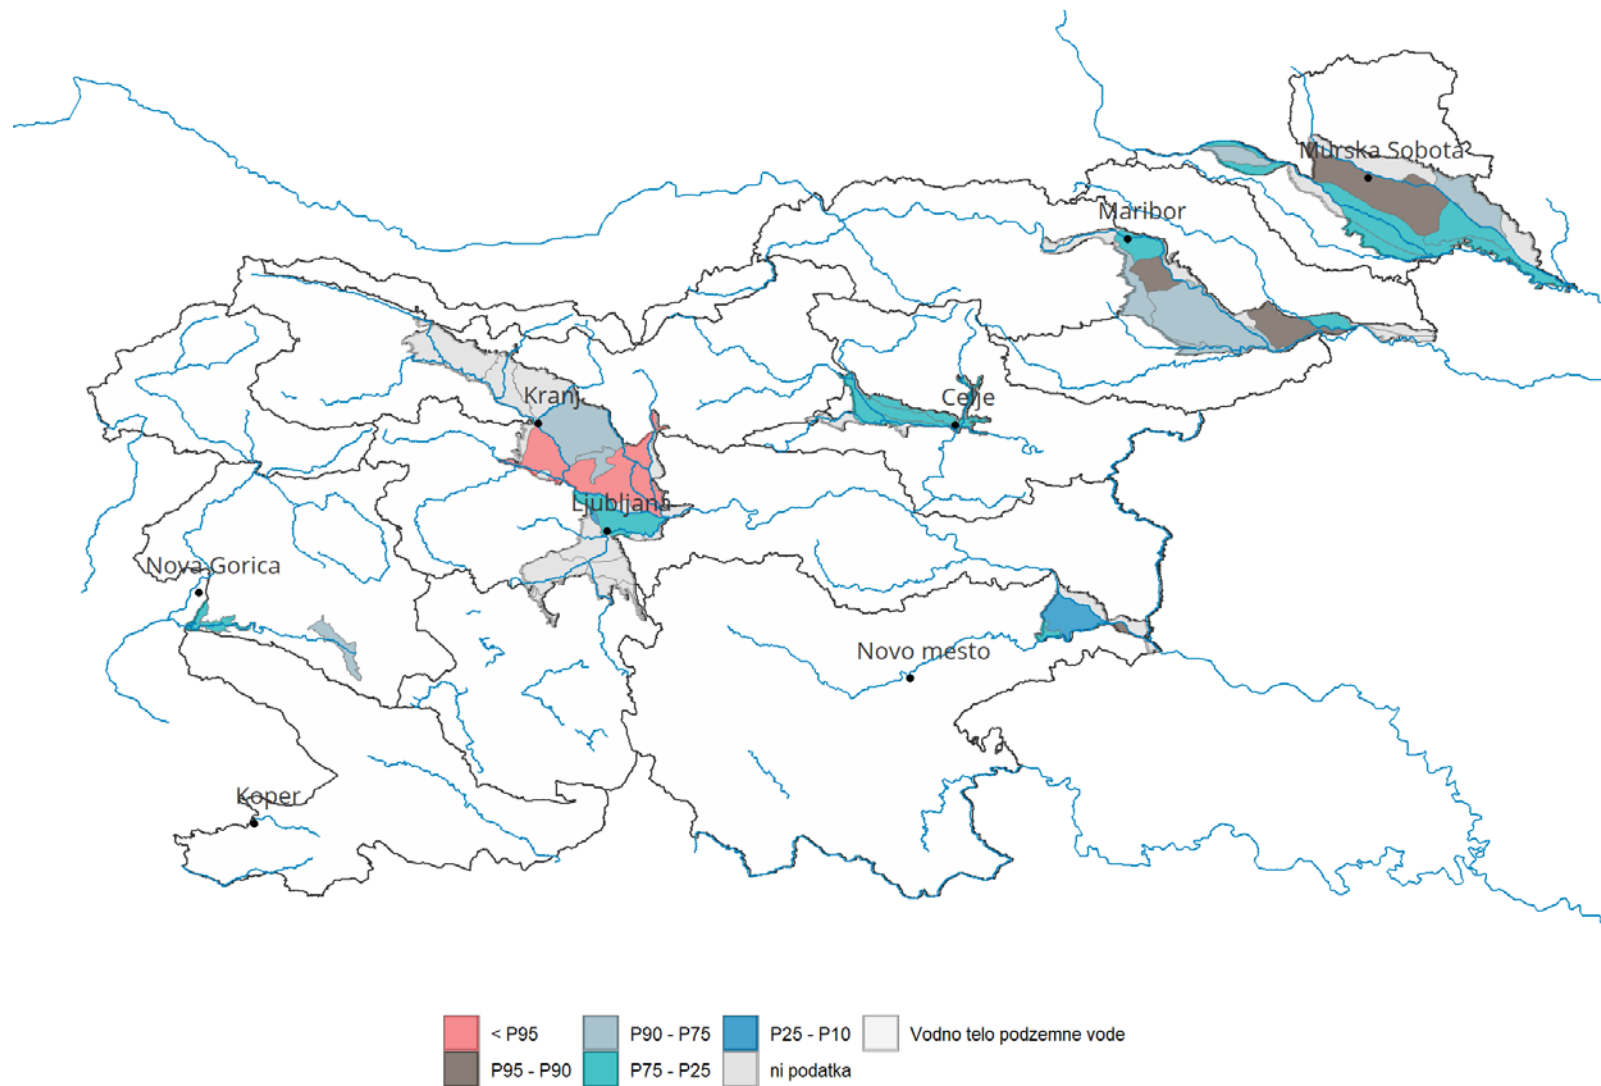 Murska Sobota
Maribor
Kranj
Celje
Ljubljana
Nova Gorica
Novo mesto
Koper
< P95
P90 - P75
P25 - P10
Vodno telo podzemne vode
P95 - P90
P75 - P25
ni podatka